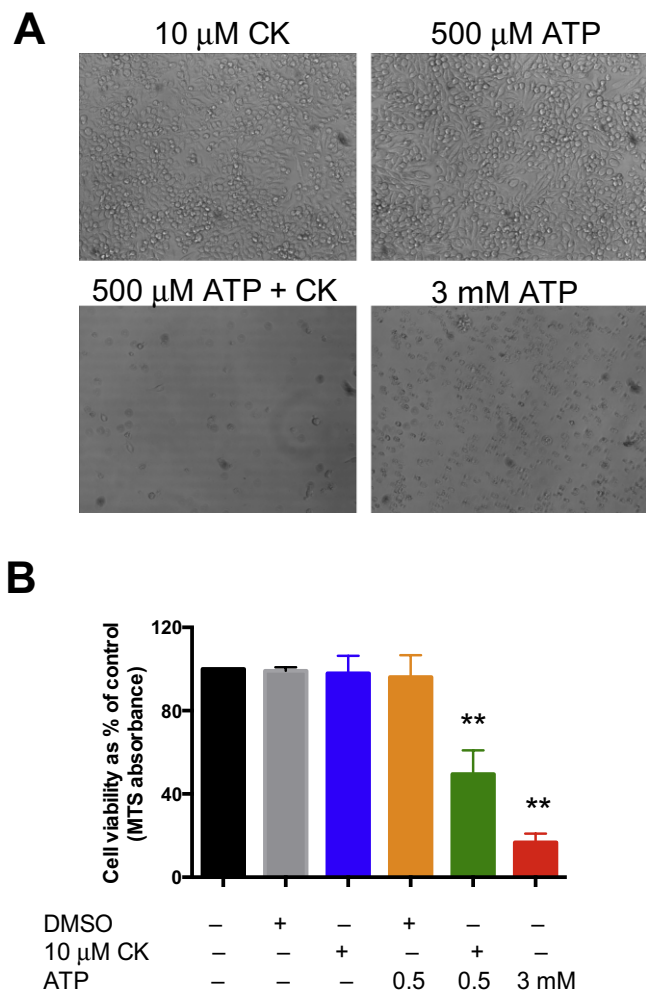 A
10 μM CK
500 μM ATP
500 μM ATP + CK
3 mM ATP
B
Cell viability as % of control
(MTS absorbance)
120
80
40
0
**
**
DMSO – + – + – –
10 μM CK – – + – + –
ATP – – – 0.5 0.5 3 mM